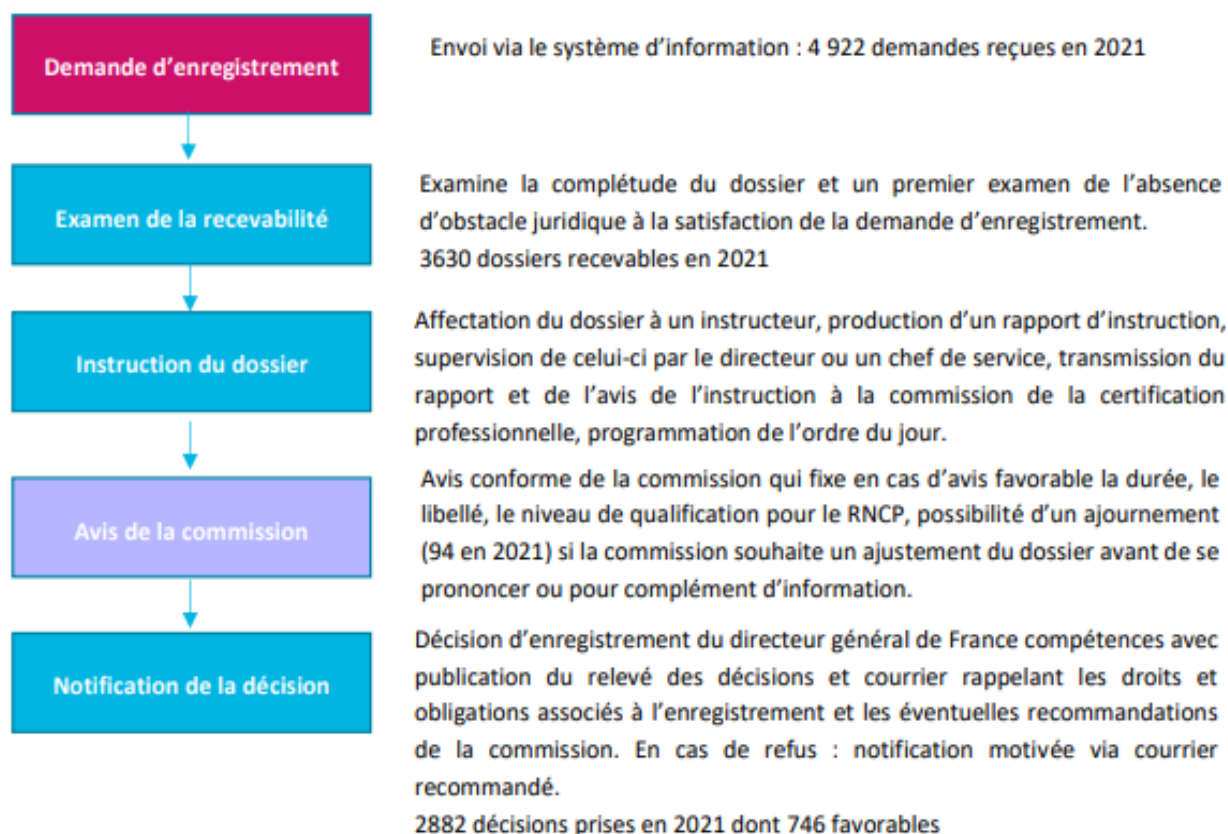 Demande d’enregistrement
Envoi via le système d’information : 4 922 demandes reçues en 2021
Examen de la recevabilité
Examine la complétude du dossier et un premier examen de l’absence
d’obstacle juridique à la satisfaction de la demande d’enregistrement.
3630 dossiers recevables en 2021
Instruction du dossier
Affectation du dossier à un instructeur, production d’un rapport d’instruction,
supervision de celui-ci par le directeur ou un chef de service, transmission du
rapport et de l’avis de l’instruction à la commission de la certification
professionnelle, programmation de l’ordre du jour.
Avis de la commission
Avis conforme de la commission qui fixe en cas d’avis favorable la durée, le
libellé, le niveau de qualification pour le RNCP, possibilité d’un ajournement
(94 en 2021) si la commission souhaite un ajustement du dossier avant de se
prononcer ou pour complément d’information.
Notification de la décision
Décision d’enregistrement du directeur général de France compétences avec
publication du relevé des décisions et courrier rappelant les droits et
obligations associés à l’enregistrement et les éventuelles recommandations
de la commission. En cas de refus : notification motivée via courrier
recommandé.
2882 décisions prises en 2021 dont 746 favorables